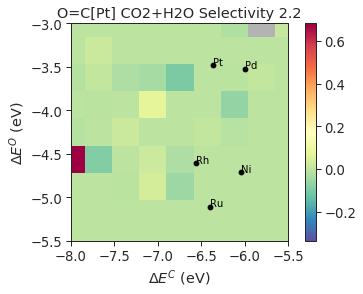 O=C[Pt] CO2+H2O Selectivity 2.2
−3.0
−3.5
−4.0
−4.5
−5.0
−5.5
ΔE^O (eV)
Pt
Pd
Rh
Ni
Ru
−8.0 −7.5 −7.0 −6.5 −6.0 −5.5
ΔE^C (eV)
0.6
0.4
0.2
0.0
−0.2